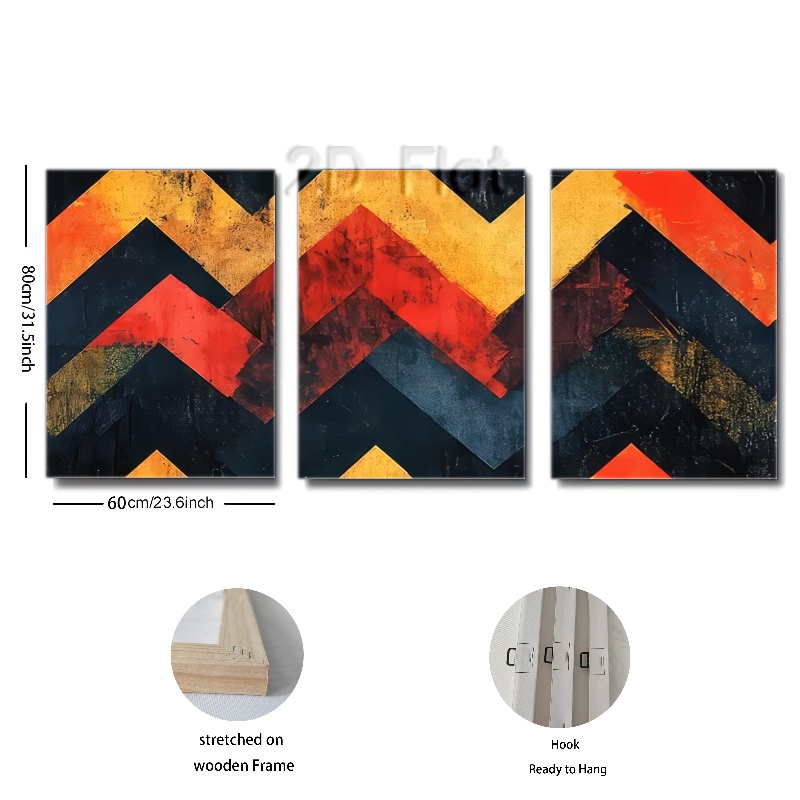 2D Flat
80cm/31.5inch
60cm/23.6inch
stretched on
wooden Frame
Hook
Ready to Hang